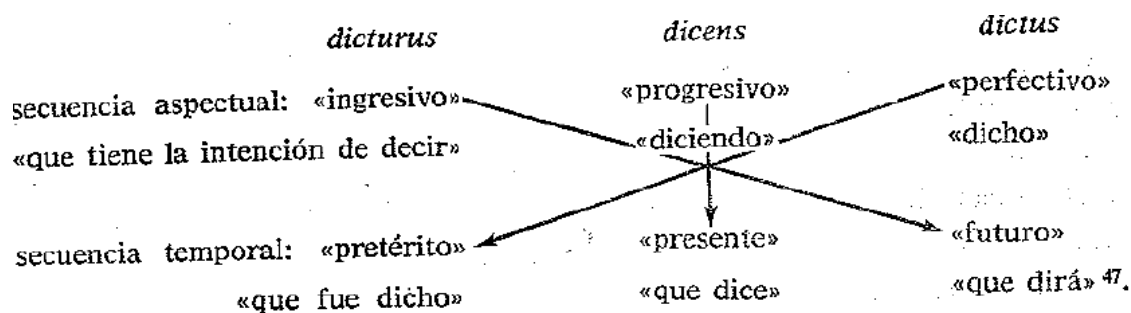 dicturus dicens dictus
secuencia aspectual: «ingresivo» «progresivo» «perfectivo»
«que tiene la intención de decir» «diciendo» «dicho»
secuencia temporal: «pretérito» «presente» «futuro»
«que fue dicho» «que dice» «que dirá» 47.